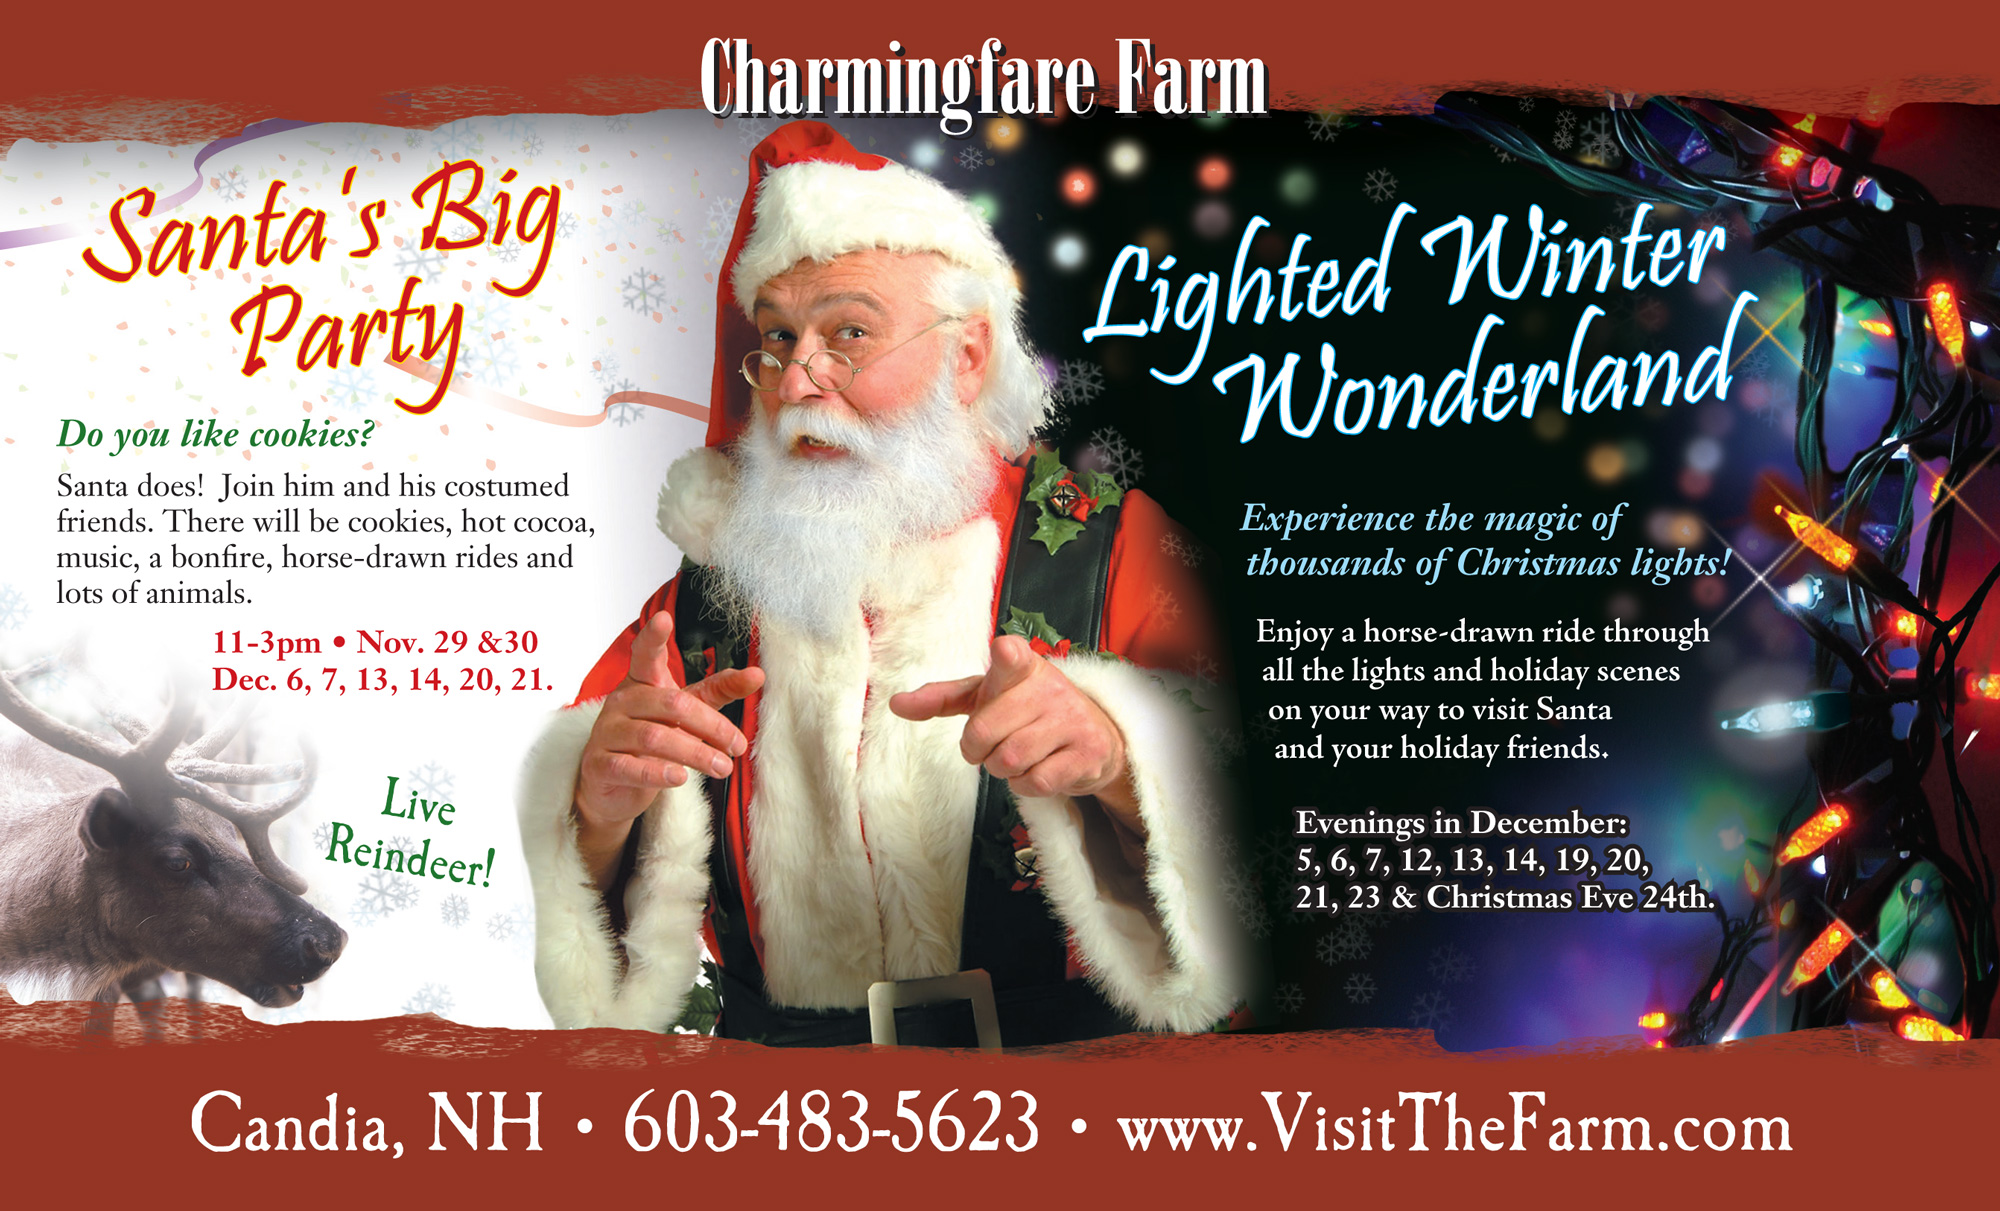 Charmingfare Farm
Santa's Big
Party
Do you like cookies?
Santa does! Join him and his costumed
friends. There will be cookies, hot cocoa,
music, a bonfire, horse-drawn rides and
lots of animals.
11-3pm • Nov. 29 &30
Dec. 6, 7, 13, 14, 20, 21.
Live
Reindeer!
Lighted Winter
Wonderland
Experience the magic of
thousands of Christmas lights!
Enjoy a horse-drawn ride through
all the lights and holiday scenes
on your way to visit Santa
and your holiday friends.
Evenings in December:
5, 6, 7, 12, 13, 14, 19, 20,
21, 23 & Christmas Eve 24th.
Candia, NH • 603-483-5623 • www.VisitTheFarm.com